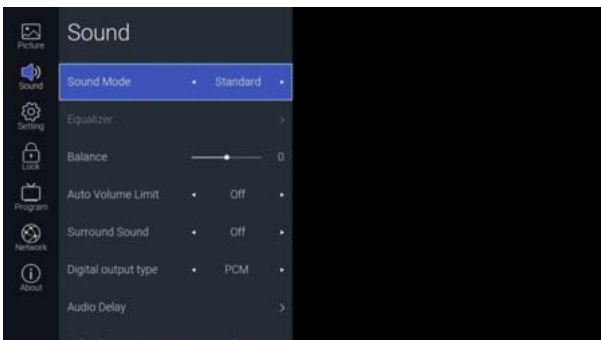 Sound
Picture
Sound
Setting
Lock
Program
Network
About
Sound Mode Standard
Equalizer
Balance 0
Auto Volume Limit Off
Surround Sound Off
Digital output type PCM
Audio Delay